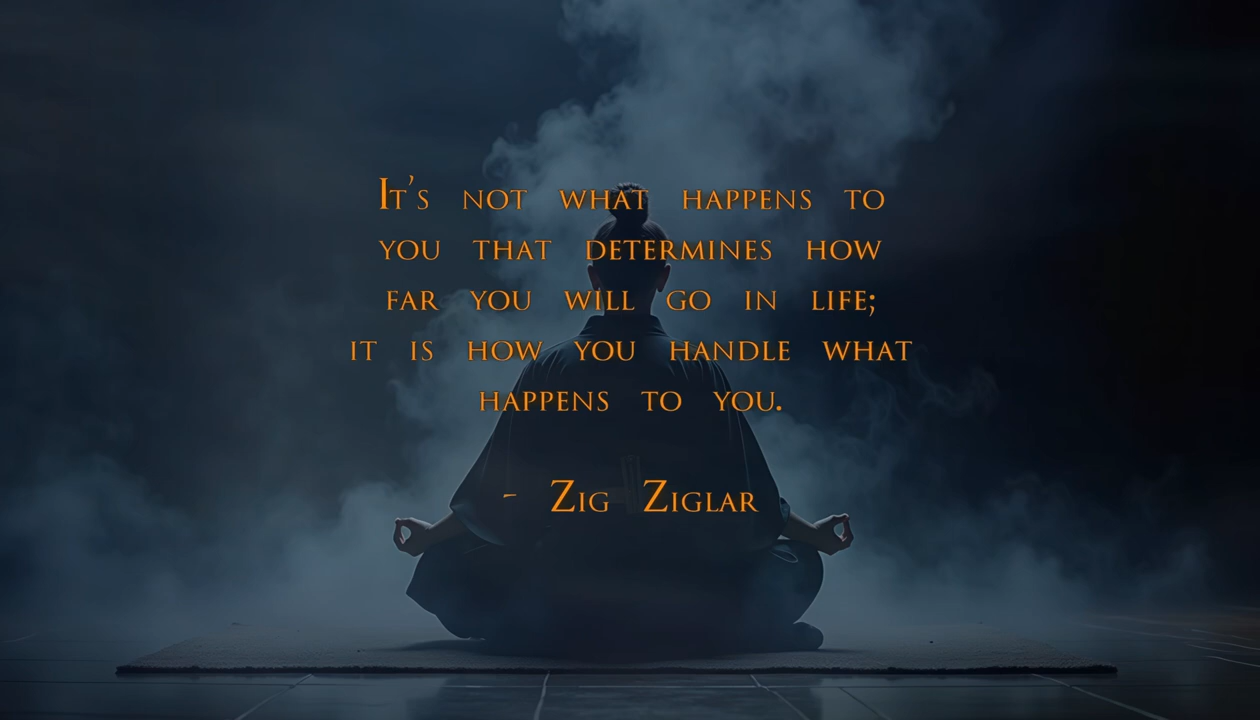 It's not what happens to
you that determines how
far you will go in life;
it is how you handle what
happens to you.
- Zig Ziglar